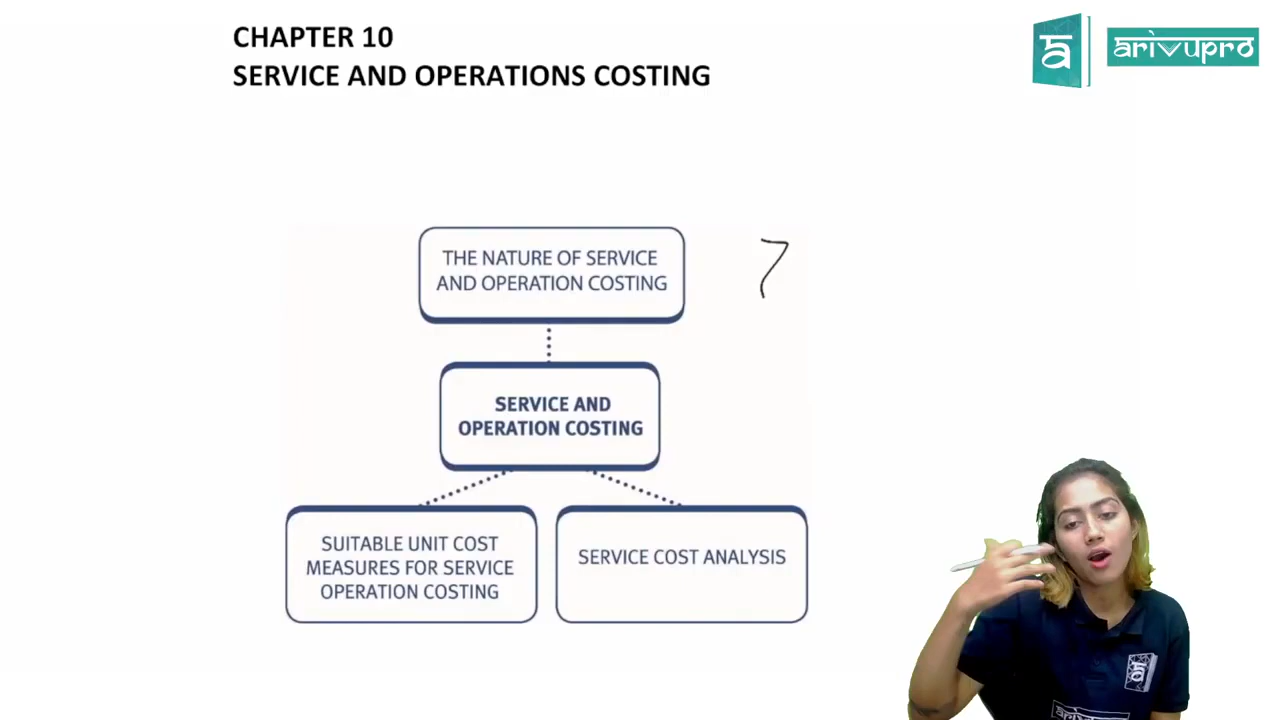 CHAPTER 10
SERVICE AND OPERATIONS COSTING
arivupro
THE NATURE OF SERVICE
AND OPERATION COSTING
7
SERVICE AND
OPERATION COSTING
SUITABLE UNIT COST
MEASURES FOR SERVICE
OPERATION COSTING
SERVICE COST ANALYSIS
arivupro